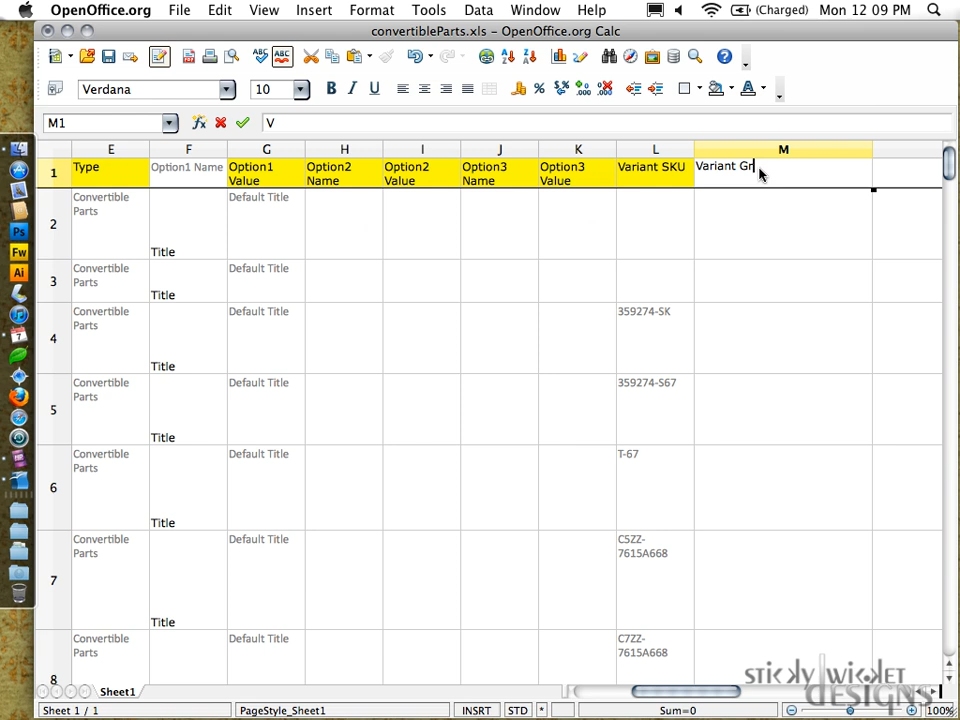 OpenOffice.org File Edit View Insert Format Tools Data Window Help (Charged) Mon 12 09 PM
convertibleParts.xls – OpenOffice.org Calc
Verdana 10 B I U
M1 V
E F G H I J K L M
1 Type Option1 Name Option1 Value Option2 Name Option2 Value Option3 Name Option3 Value Variant SKU Variant Gr
2 Convertible Parts Title Default Title
3 Convertible Parts Title Default Title
4 Convertible Parts Title Default Title 359274-SK
5 Convertible Parts Title Default Title 359274-S67
6 Convertible Parts Title Default Title T-67
7 Convertible Parts Title Default Title C5ZZ-7615A668
8 Convertible Parts Default Title C7ZZ-7615A668
Sheet1
sticky wicket
DESIGNS
Sheet 1 / 1 PageStyle_Sheet1 INSRT STD * Sum=0 100%